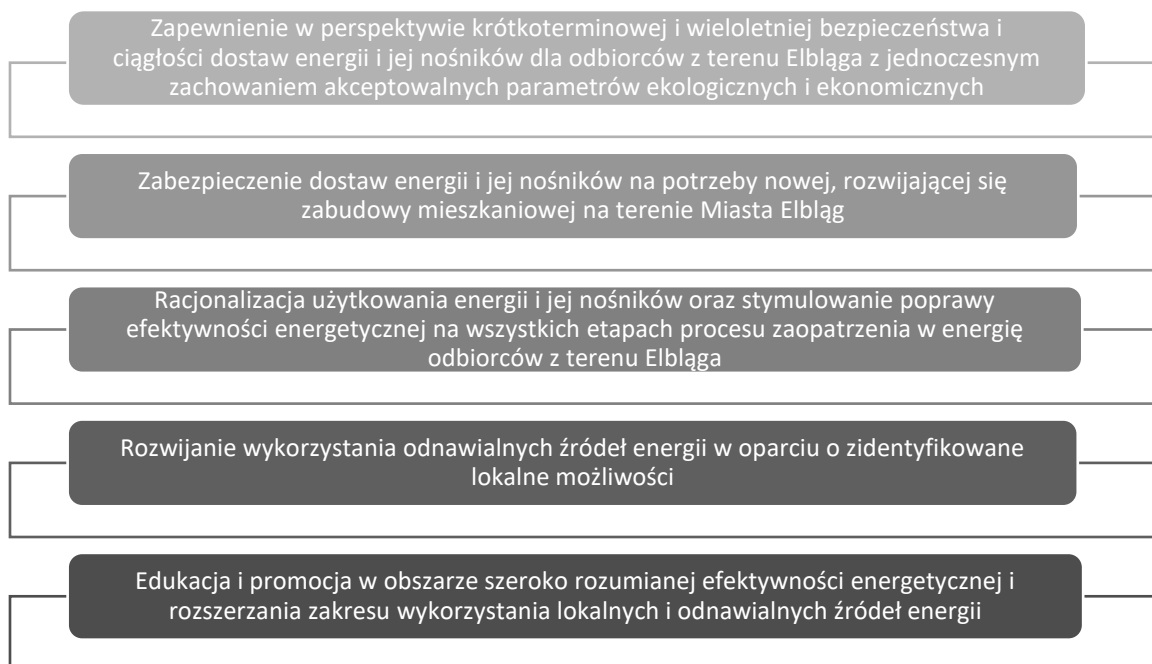 Zapewnienie w perspektywie krótkoterminowej i wieloletniej bezpieczeństwa i
ciągłości dostaw energii i jej nośników dla odbiorców z terenu Elbląga z jednoczesnym
zachowaniem akceptowalnych parametrów ekologicznych i ekonomicznych
Zabezpieczenie dostaw energii i jej nośników na potrzeby nowej, rozwijającej się
zabudowy mieszkaniowej na terenie Miasta Elbląg
Racjonalizacja użytkowania energii i jej nośników oraz stymulowanie poprawy
efektywności energetycznej na wszystkich etapach procesu zaopatrzenia w energię
odbiorców z terenu Elbląga
Rozwijanie wykorzystania odnawialnych źródeł energii w oparciu o zidentyfikowane
lokalne możliwości
Edukacja i promocja w obszarze szeroko rozumianej efektywności energetycznej i
rozszerzania zakresu wykorzystania lokalnych i odnawialnych źródeł energii